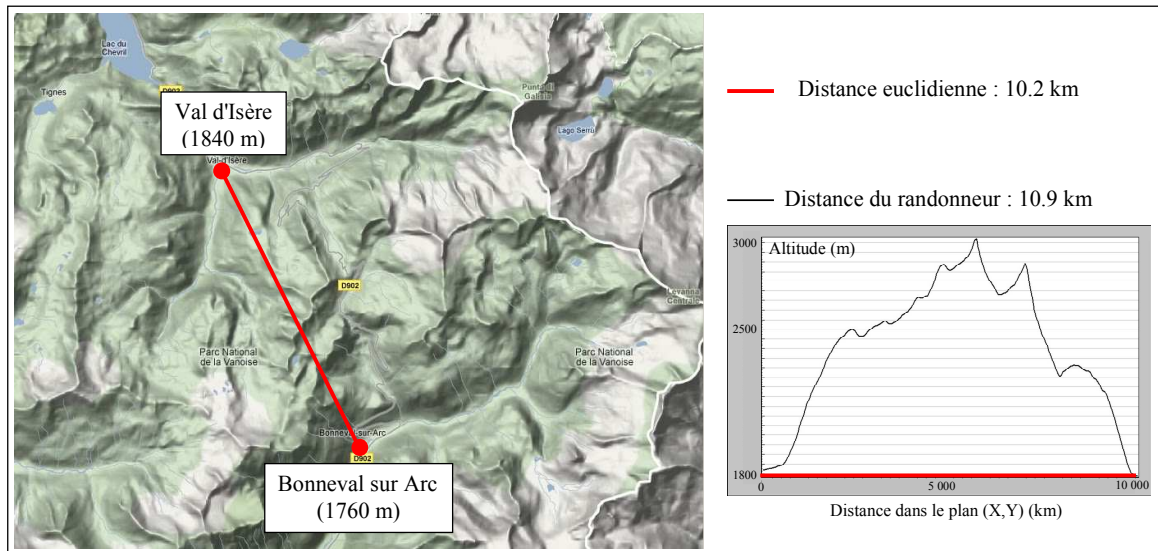 Lac du
Chevril
Tignes
D902
Val d'Isère
(1840 m)
Val-d'Isère
Punta di
Galisia
Lago Serrù
D902
Levanna
Centrale
Parc National
de la Vanoise
Parc National
de la Vanoise
Bonneval-sur-Arc
D902
Bonneval sur Arc
(1760 m)
Distance euclidienne : 10.2 km
Distance du randonneur : 10.9 km
Altitude (m)
3000
2500
1800
0
5 000
10 000
Distance dans le plan (X,Y) (km)